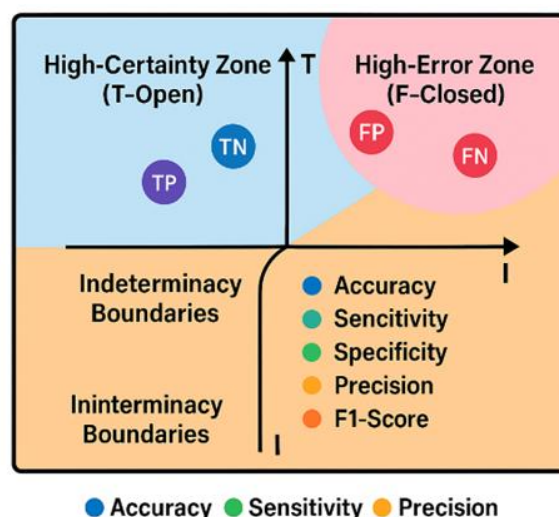 High-Certainty Zone
(T-Open)
T
High-Error Zone
(F-Closed)
TP
TN
FP
FN
I
Indeterminacy
Boundaries
Ininterminacy
Boundaries
I
Accuracy
Sencitivity
Specificity
Precision
F1-Score
Accuracy Sensitivity Precision